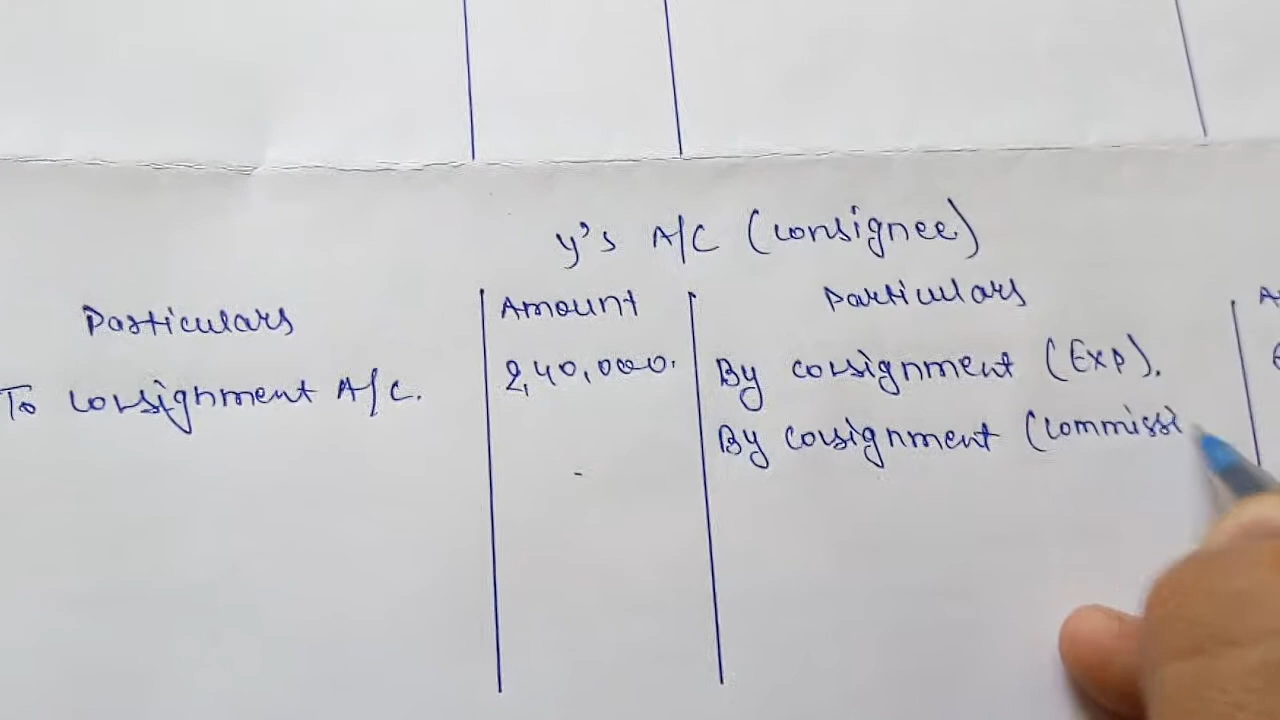 y's A/C (consignee)
Particulars Amount Particulars
To consignment A/C. 2,40,000. By consignment (Exp).
By consignment (commissi